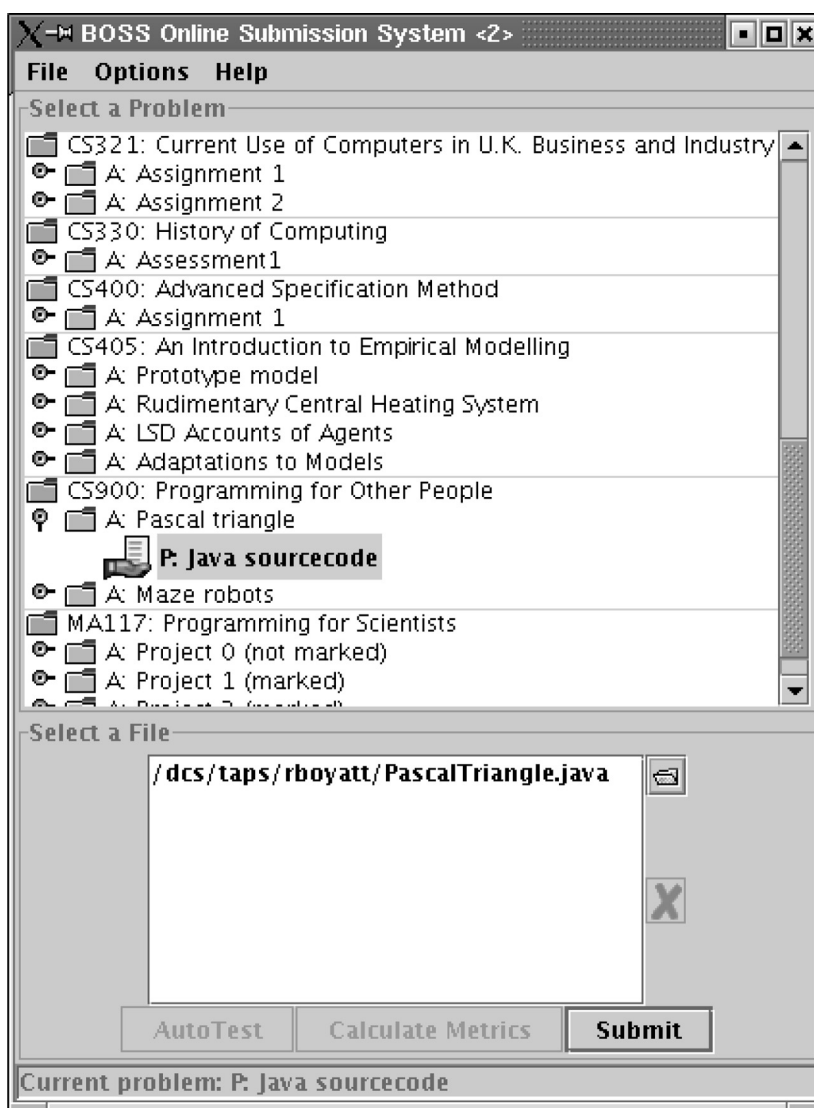 BOSS Online Submission System <2>
File Options Help
Select a Problem
CS321: Current Use of Computers in U.K. Business and Industry
A: Assignment 1
A: Assignment 2
CS330: History of Computing
A: Assessment1
CS400: Advanced Specification Method
A: Assignment 1
CS405: An Introduction to Empirical Modelling
A: Prototype model
A: Rudimentary Central Heating System
A: LSD Accounts of Agents
A: Adaptations to Models
CS900: Programming for Other People
A: Pascal triangle
P: Java sourcecode
A: Maze robots
MA117: Programming for Scientists
A: Project 0 (not marked)
A: Project 1 (marked)
Select a File
/dcs/taps/rboyatt/PascalTriangle.java
AutoTest Calculate Metrics Submit
Current problem: P: Java sourcecode